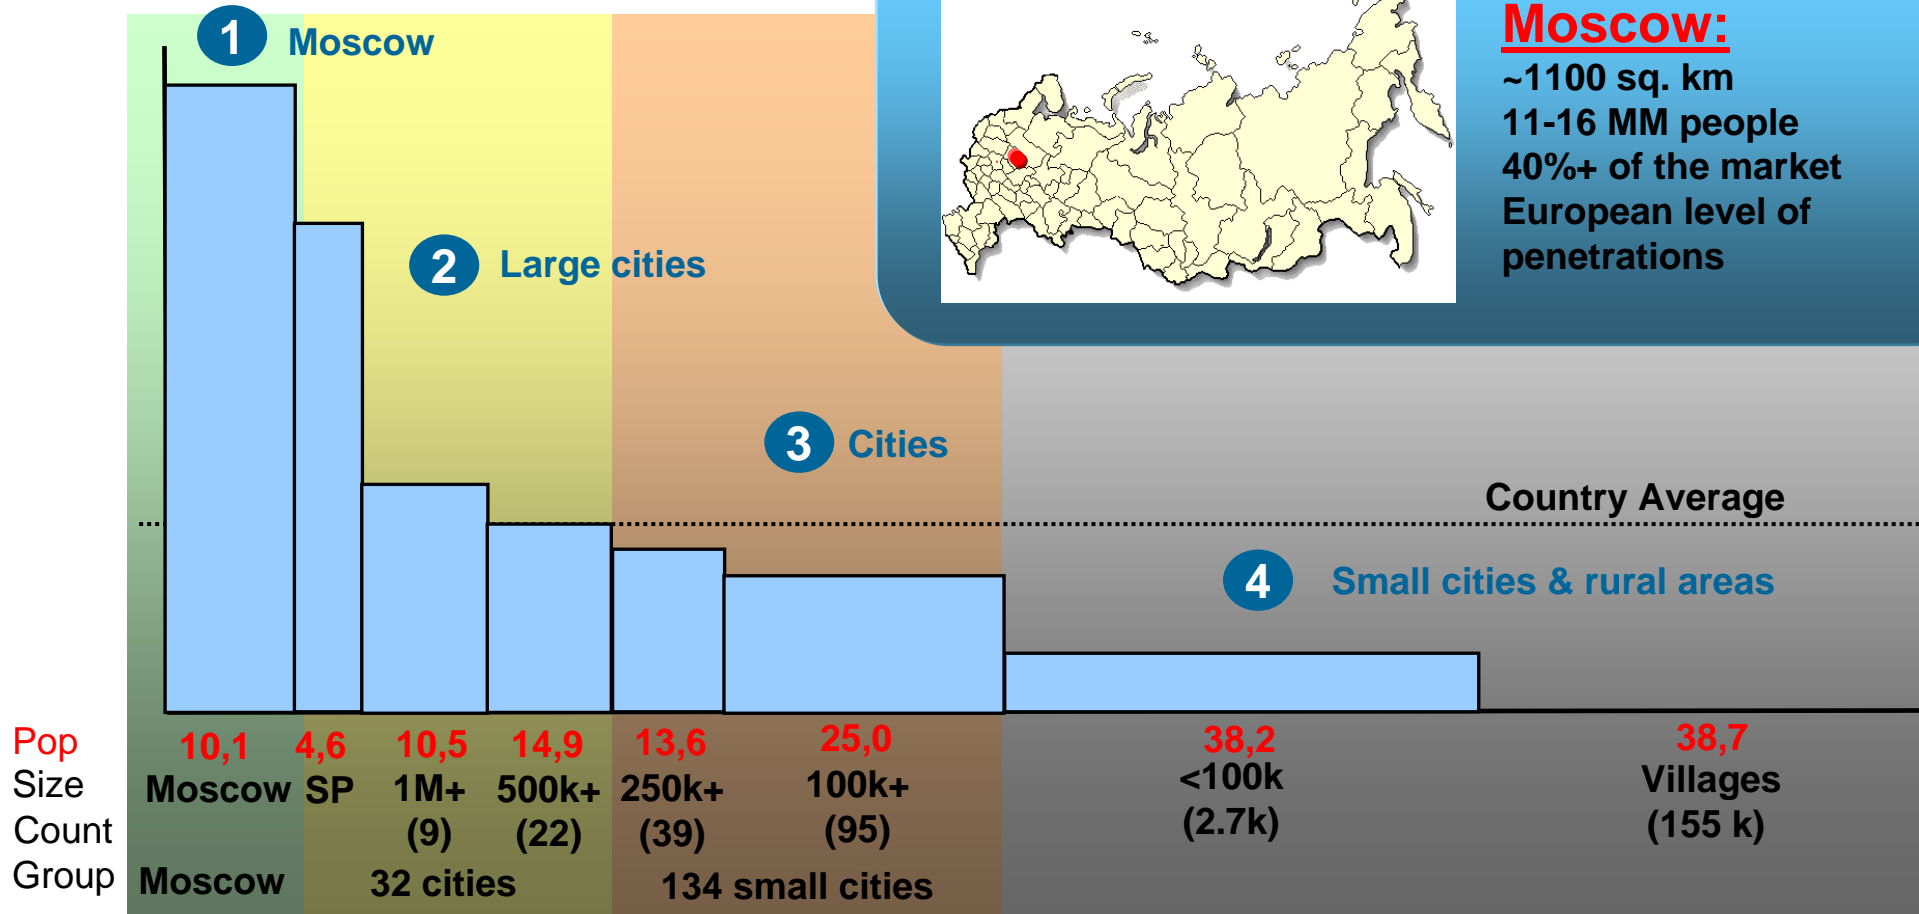 1 Moscow
Moscow:
~1100 sq. km
11-16 MM people
40%+ of the market
European level of
penetrations
2 Large cities
3 Cities
Country Average
4 Small cities & rural areas
Pop 10,1 4,6 10,5 14,9 13,6 25,0 38,2 38,7
Size Moscow SP 1M+ 500k+ 250k+ 100k+ <100k Villages
Count (9) (22) (39) (95) (2.7k) (155 k)
Group Moscow 32 cities 134 small cities